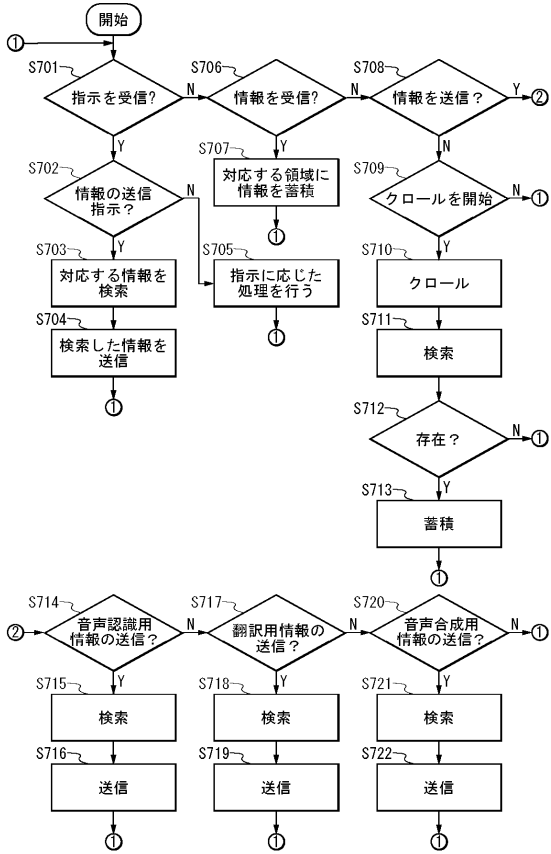 開始
①
S701
指示を受信?
N
Y
S706
情報を受信?
N
Y
S708
情報を送信？
Y
②
N
S702
情報の送信
指示？
N
Y
S707
対応する領域に
情報を蓄積
①
S709
クロールを開始
N
①
Y
S703
対応する情報を
検索
S705
指示に応じた
処理を行う
①
S710
クロール
S704
検索した情報を
送信
①
S711
検索
S712
存在？
N
①
Y
S713
蓄積
①
②
S714
音声認識用
情報の送信？
N
Y
S717
翻訳用情報の
送信？
N
Y
S720
音声合成用
情報の送信？
N
①
Y
S715
検索
S718
検索
S721
検索
S716
送信
①
S719
送信
①
S722
送信
①